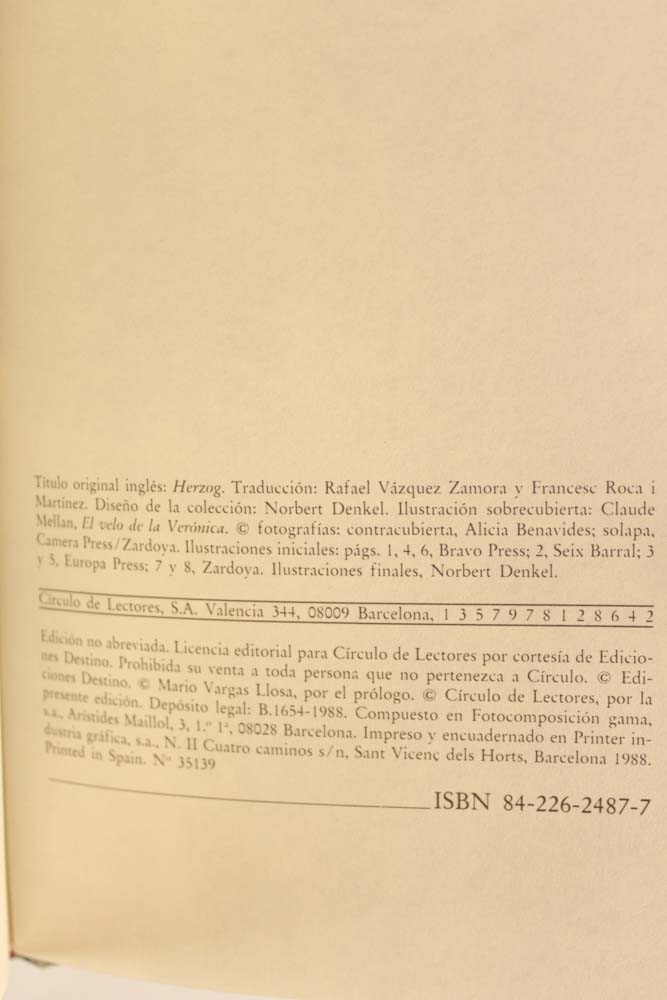 Título original inglés: Herzog. Traducción: Rafael Vázquez Zamora y Francesc Roca i
Martínez. Diseño de la colección: Norbert Denkel. Ilustración sobrecubierta: Claude
Mellan, El velo de la Verónica. © fotografías: contracubierta, Alicia Benavides; solapa,
Camera Press/Zardoya. Ilustraciones iniciales: págs. 1, 4, 6, Bravo Press; 2, Seix Barral; 3
y 5, Europa Press; 7 y 8, Zardoya. Ilustraciones finales, Norbert Denkel.
Círculo de Lectores, S.A. Valencia 344, 08009 Barcelona, 1 3 5 7 9 7 8 1 2 8 6 4 2
Edición no abreviada. Licencia editorial para Círculo de Lectores por cortesía de Edicio-
nes Destino. Prohibida su venta a toda persona que no pertenezca a Círculo. © Edi-
ciones Destino. © Mario Vargas Llosa, por el prólogo. © Círculo de Lectores, por la
presente edición. Depósito legal: B.1654-1988. Compuesto en Fotocomposición gama,
s.a., Arístides Maillol, 3, 1.º 1ª, 08028 Barcelona. Impreso y encuadernado en Printer in-
dustria gráfica, s.a., N. II Cuatro caminos s/n, Sant Vicenç dels Horts, Barcelona 1988.
Printed in Spain. Nº 35139
ISBN 84-226-2487-7